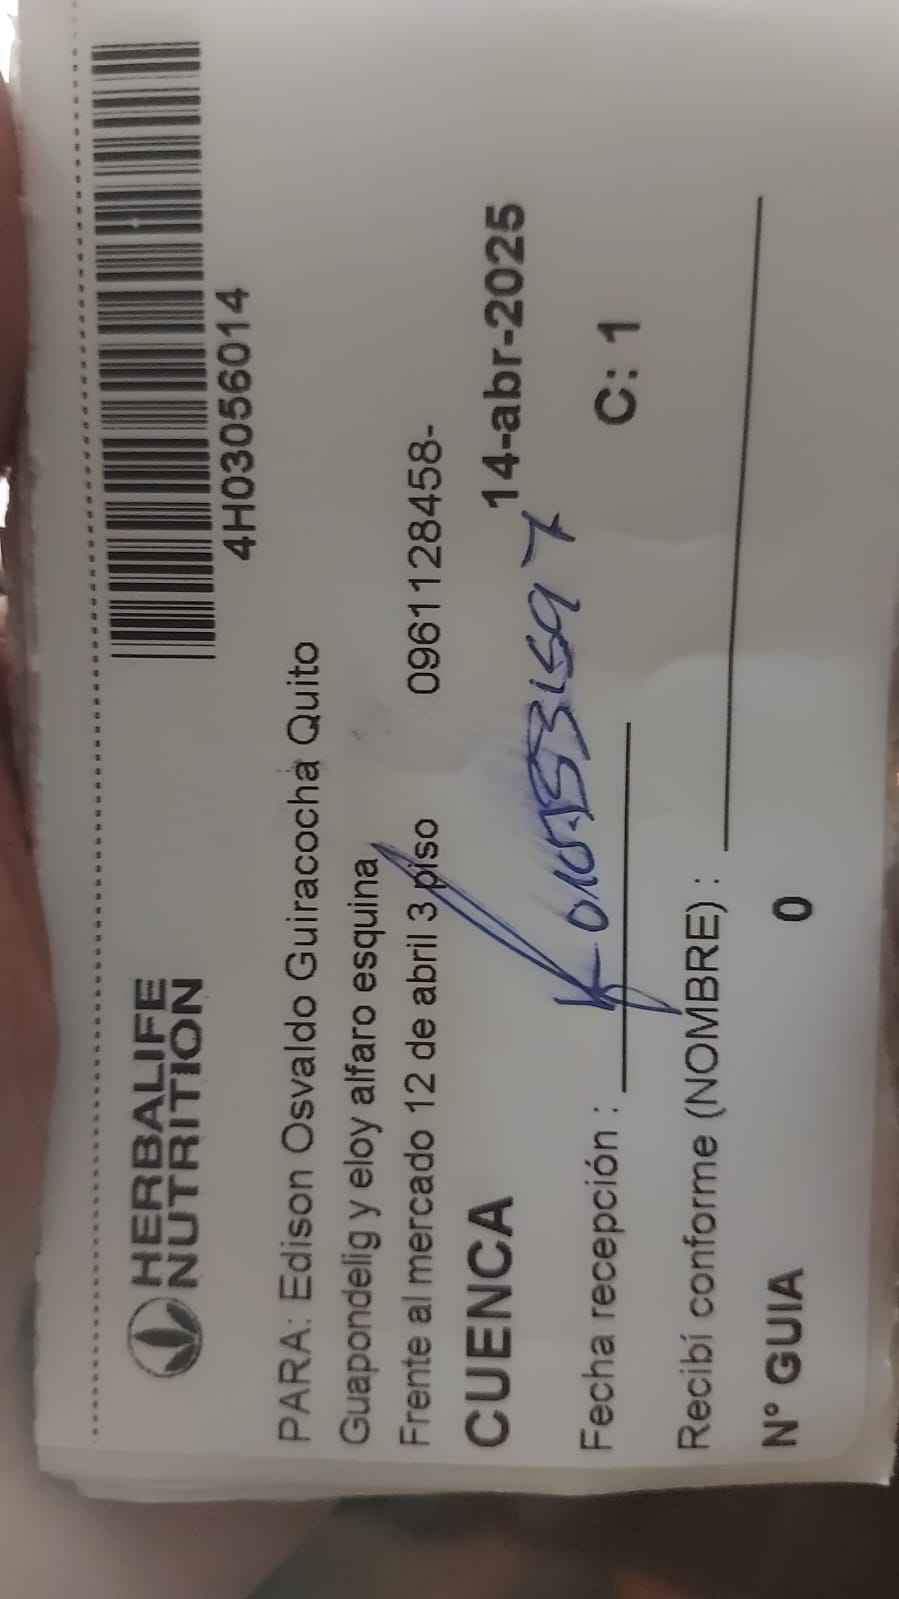 HERBALIFE
NUTRITION
4H03056014
PARA: Edison Osvaldo Guiracocha Quito
Guapondelig y eloy alfaro esquina
Frente al mercado 12 de abril 3 piso 0961128458-
CUENCA 14-abr-2025
Fecha recepción :
C: 1
Recibí conforme (NOMBRE) :
N° GUIA 0